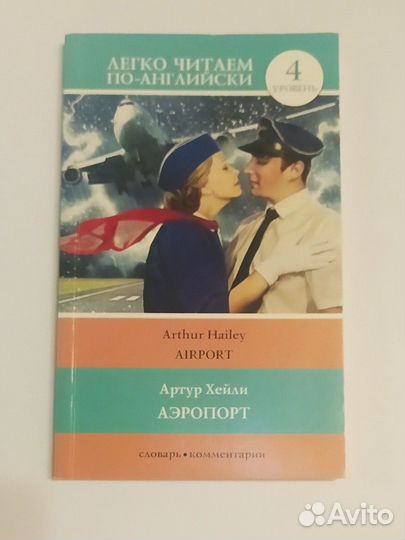 ЛЕГКО ЧИТАЕМ
ПО-АНГЛИЙСКИ
4
УРОВЕНЬ
Arthur Hailey
AIRPORT
Артур Хейли
АЭРОПОРТ
словарь • комментарии
Avito